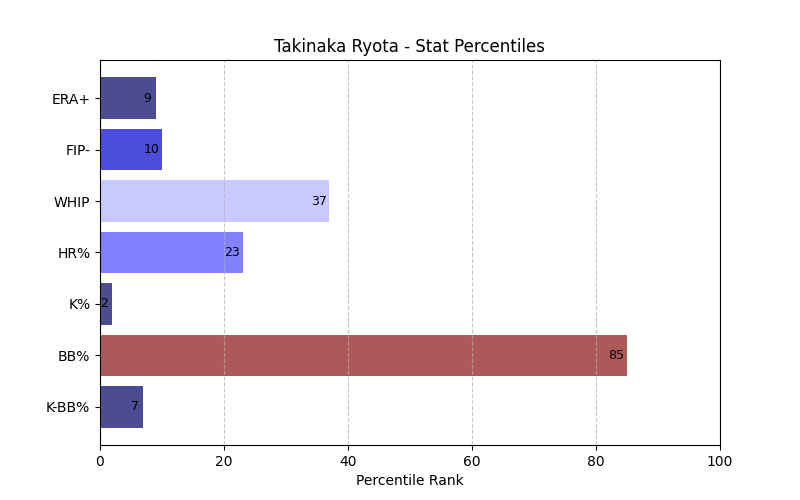 Takinaka Ryota - Stat Percentiles
ERA+
9
FIP-
10
WHIP
37
HR%
23
K%
2
BB%
85
K-BB%
7
0 20 40 60 80 100
Percentile Rank